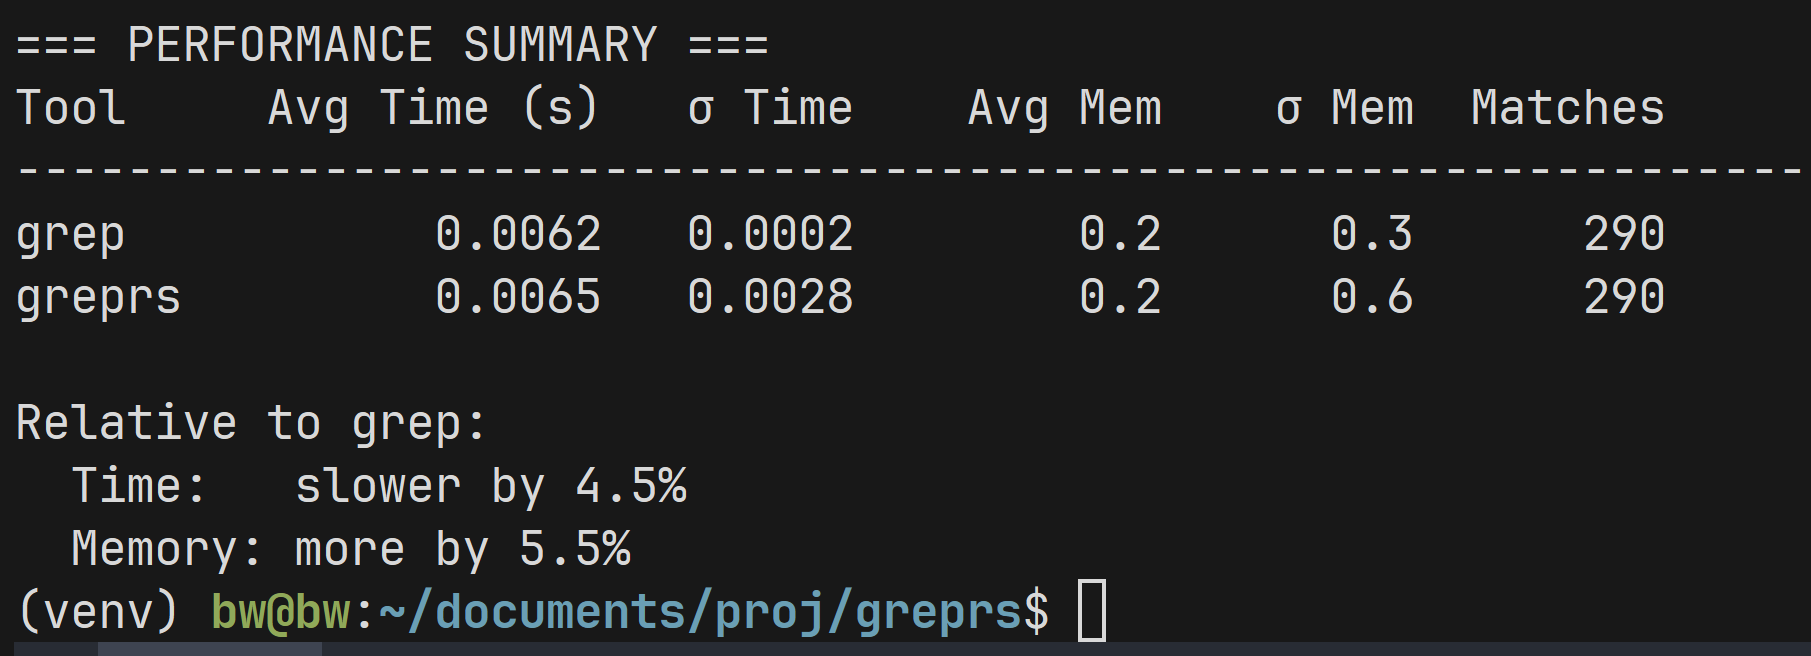 === PERFORMANCE SUMMARY ===
Tool     Avg Time (s)   σ Time    Avg Mem    σ Mem  Matches
----------------------------------------------------------------
grep           0.0062   0.0002        0.2      0.3      290
greprs         0.0065   0.0028        0.2      0.6      290

Relative to grep:
  Time:   slower by 4.5%
  Memory: more by 5.5%
(venv) bw@bw:~/documents/proj/greprs$